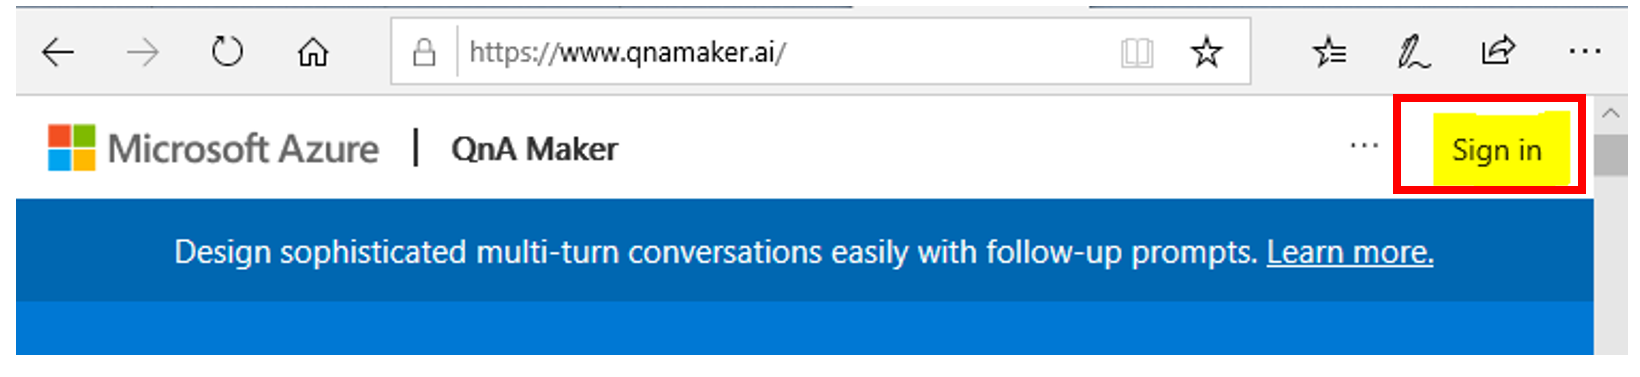 https://www.qnamaker.ai/
Microsoft Azure | QnA Maker ... Sign in
Design sophisticated multi-turn conversations easily with follow-up prompts. Learn more.